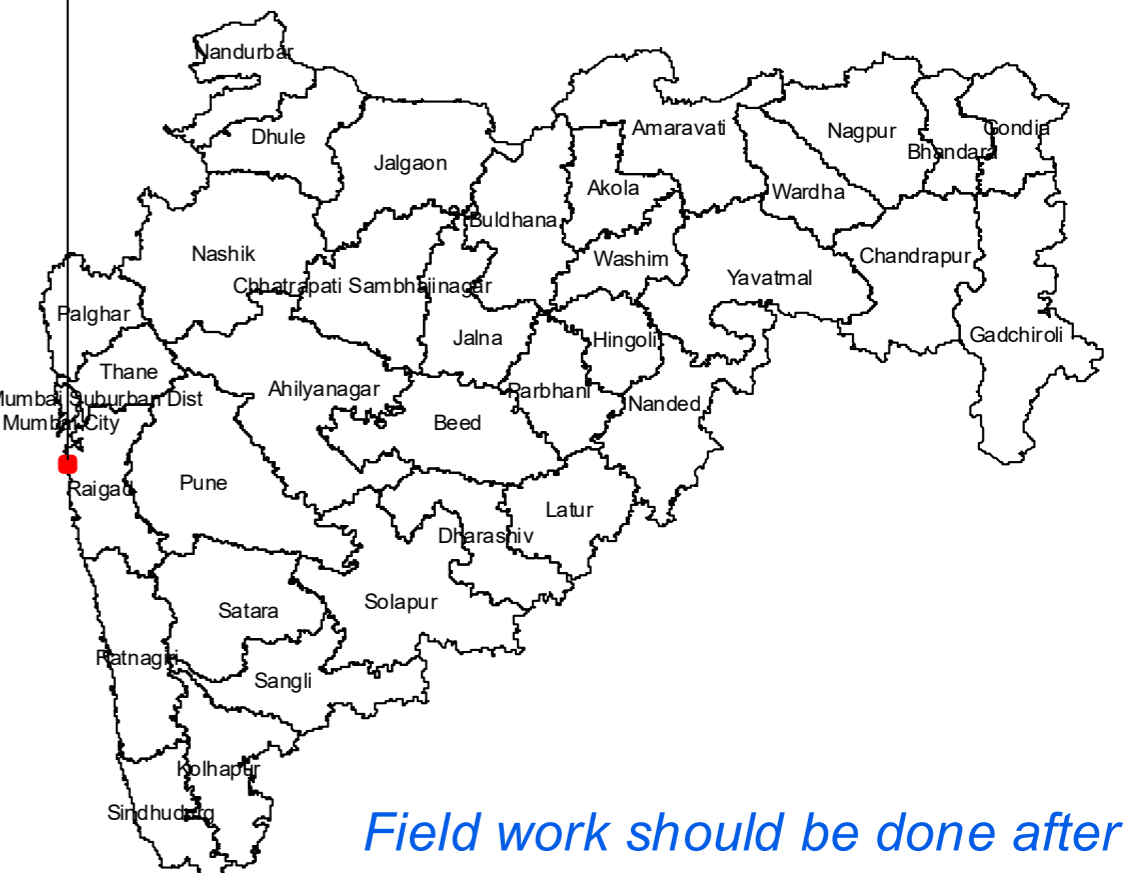 Nandurbar
Dhule
Jalgaon
Amaravati
Nagpur
Gondia
Bhandara
Akola
Wardha
Buldhana
Nashik
Washim
Chandrapur
Yavatmal
Chhatrapati Sambhajinagar
Palghar
Gadchiroli
Jalna
Hingoli
Thane
Ahilyanagar
Parbhani
Nanded
Mumbai Suburban Dist
Mumbai City
Beed
Raigad
Pune
Latur
Dharashiv
Solapur
Satara
Ratnagiri
Sangli
Kolhapur
Sindhudurg
Field work should be done after